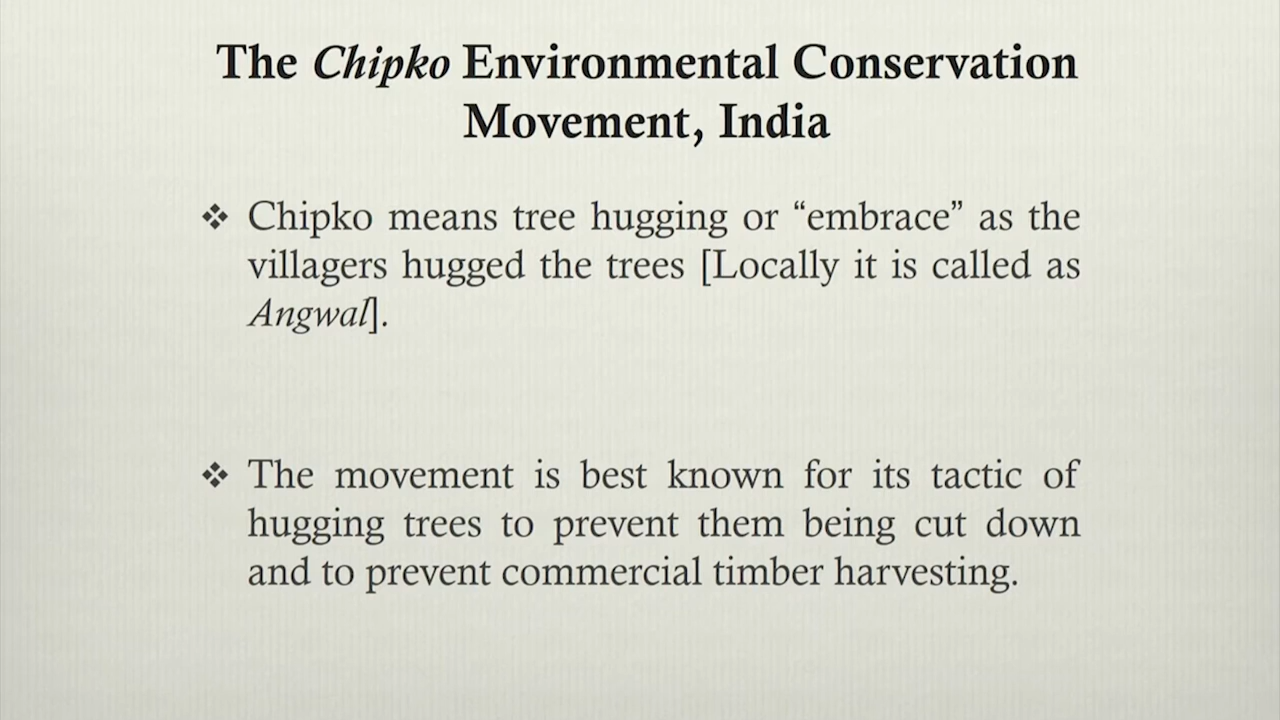 The Chipko Environmental Conservation
Movement, India
❖ Chipko means tree hugging or “embrace” as the
villagers hugged the trees [Locally it is called as
Angwal].
❖ The movement is best known for its tactic of
hugging trees to prevent them being cut down
and to prevent commercial timber harvesting.